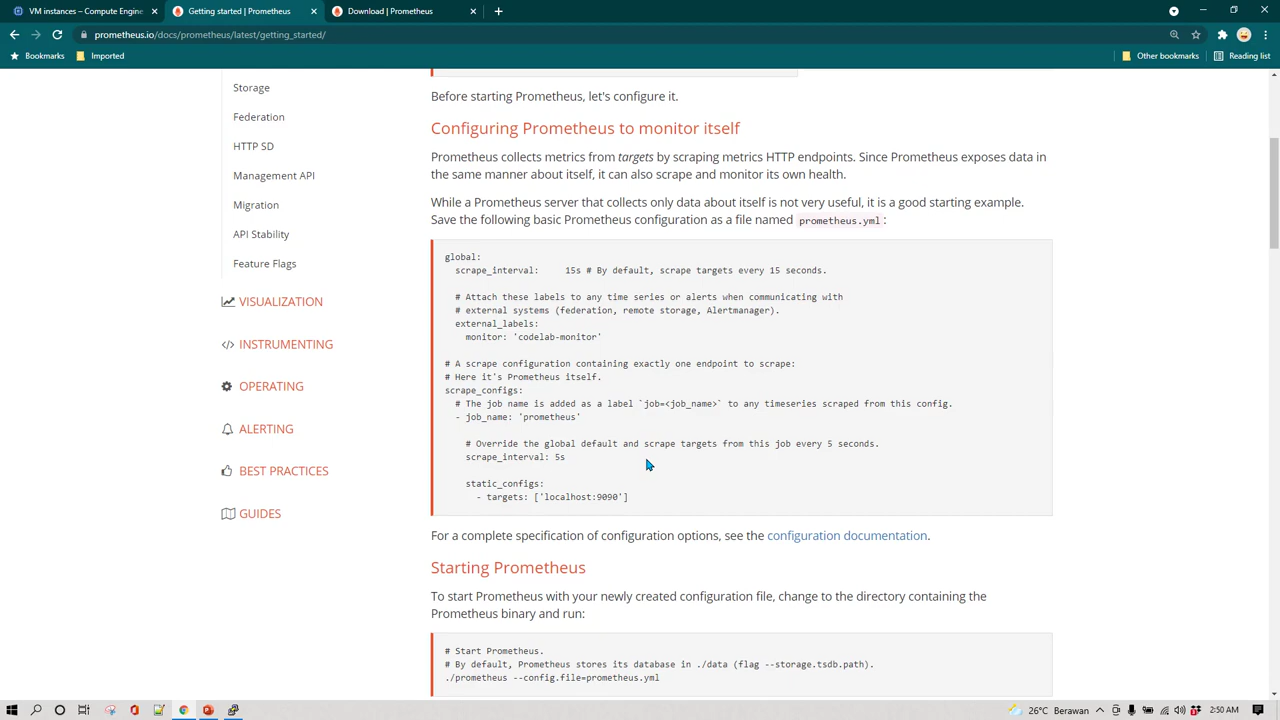 VM instances – Compute Engine
Getting started | Prometheus
Download | Prometheus
prometheus.io/docs/prometheus/latest/getting_started/
Bookmarks
Imported
Other bookmarks
Reading list
Storage
Federation
HTTP SD
Management API
Migration
API Stability
Feature Flags
VISUALIZATION
INSTRUMENTING
OPERATING
ALERTING
BEST PRACTICES
GUIDES
Before starting Prometheus, let's configure it.
Configuring Prometheus to monitor itself
Prometheus collects metrics from targets by scraping metrics HTTP endpoints. Since Prometheus exposes data in
the same manner about itself, it can also scrape and monitor its own health.
While a Prometheus server that collects only data about itself is not very useful, it is a good starting example.
Save the following basic Prometheus configuration as a file named prometheus.yml:
global:
  scrape_interval:     15s # By default, scrape targets every 15 seconds.
  # Attach these labels to any time series or alerts when communicating with
  # external systems (federation, remote storage, Alertmanager).
  external_labels:
    monitor: 'codelab-monitor'
# A scrape configuration containing exactly one endpoint to scrape:
# Here it's Prometheus itself.
scrape_configs:
  # The job name is added as a label `job=<job_name>` to any timeseries scraped from this config.
  - job_name: 'prometheus'
    # Override the global default and scrape targets from this job every 5 seconds.
    scrape_interval: 5s
    static_configs:
      - targets: ['localhost:9090']
For a complete specification of configuration options, see the configuration documentation.
Starting Prometheus
To start Prometheus with your newly created configuration file, change to the directory containing the
Prometheus binary and run:
# Start Prometheus.
# By default, Prometheus stores its database in ./data (flag --storage.tsdb.path).
./prometheus --config.file=prometheus.yml
26°C Berawan
2:50 AM